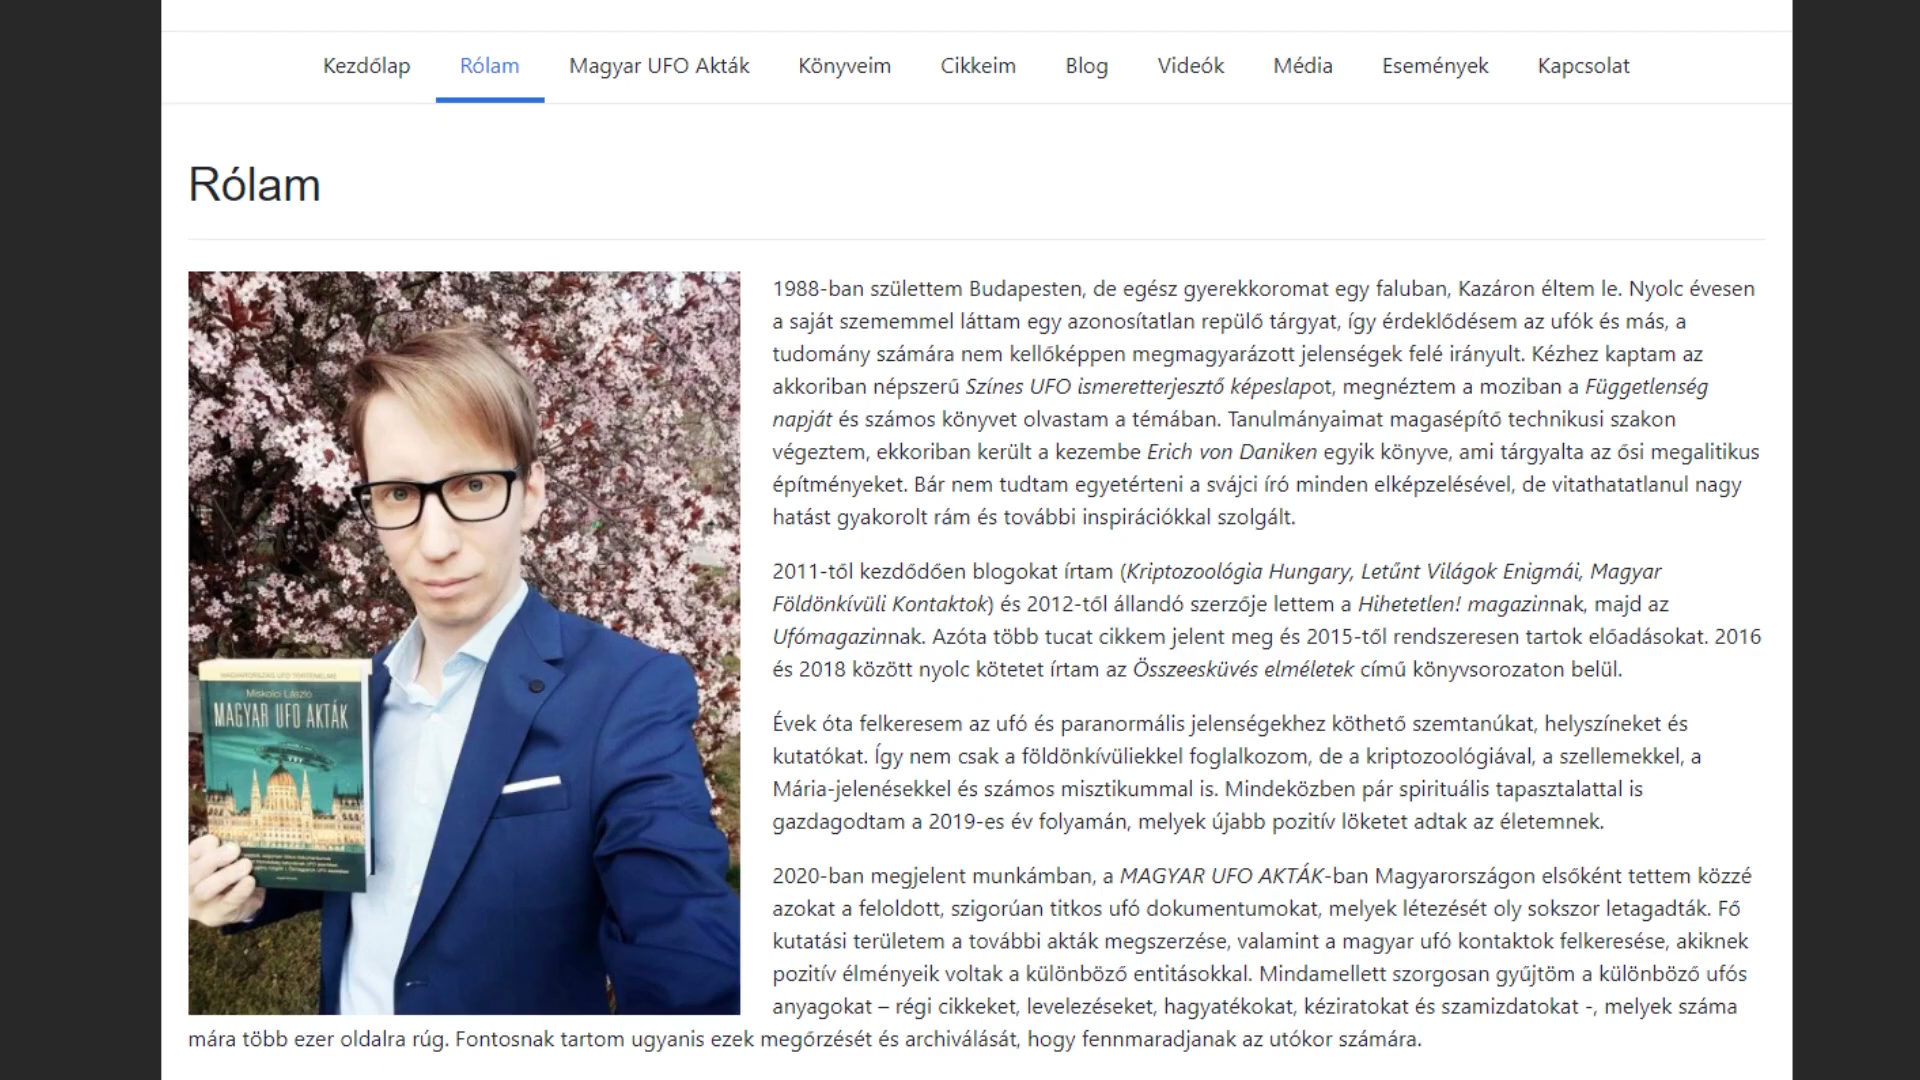 Kezdőlap Rólam Magyar UFO Akták Könyveim Cikkeim Blog Videók Média Események Kapcsolat
Rólam
MAGYARORSZÁG UFO TÖRTÉNELME
Miskolci László
MAGYAR UFO AKTÁK
1988-ban születtem Budapesten, de egész gyerekkoromat egy faluban, Kazáron éltem le. Nyolc évesen
a saját szememmel láttam egy azonosítatlan repülő tárgyat, így érdeklődésem az ufók és más, a
tudomány számára nem kellőképpen megmagyarázott jelenségek felé irányult. Kézhez kaptam az
akkoriban népszerű Színes UFO ismeretterjesztő képeslapot, megnéztem a moziban a Függetlenség
napját és számos könyvet olvastam a témában. Tanulmányaimat magasépítő technikusi szakon
végeztem, ekkoriban került a kezembe Erich von Daniken egyik könyve, ami tárgyalta az ősi megalitikus
építményeket. Bár nem tudtam egyetérteni a svájci író minden elképzelésével, de vitathatatlanul nagy
hatást gyakorolt rám és további inspirációkkal szolgált.
2011-től kezdődően blogokat írtam (Kriptozoológia Hungary, Letűnt Világok Enigmái, Magyar
Földönkívüli Kontaktok) és 2012-től állandó szerzője lettem a Hihetetlen! magazinnak, majd az
Ufómagazinnak. Azóta több tucat cikkem jelent meg és 2015-től rendszeresen tartok előadásokat. 2016
és 2018 között nyolc kötetet írtam az Összeesküvés elméletek című könyvsorozaton belül.
Évek óta felkeresem az ufó és paranormális jelenségekhez köthető szemtanúkat, helyszíneket és
kutatókat. Így nem csak a földönkívüliekkel foglalkozom, de a kriptozoológiával, a szellemekkel, a
Mária-jelenésekkel és számos misztikummal is. Mindeközben pár spirituális tapasztalattal is
gazdagodtam a 2019-es év folyamán, melyek újabb pozitív löketet adtak az életemnek.
2020-ban megjelent munkámban, a MAGYAR UFO AKTÁK-ban Magyarországon elsőként tettem közzé
azokat a feloldott, szigorúan titkos ufó dokumentumokat, melyek létezését oly sokszor letagadták. Fő
kutatási területem a további akták megszerzése, valamint a magyar ufó kontaktok felkeresése, akiknek
pozitív élményeik voltak a különböző entitásokkal. Mindamellett szorgosan gyűjtöm a különböző ufós
anyagokat – régi cikkeket, levelezéseket, hagyatékokat, kéziratokat és szamizdatokat -, melyek száma
mára több ezer oldalra rúg. Fontosnak tartom ugyanis ezek megőrzését és archiválását, hogy fennmaradjanak az utókor számára.